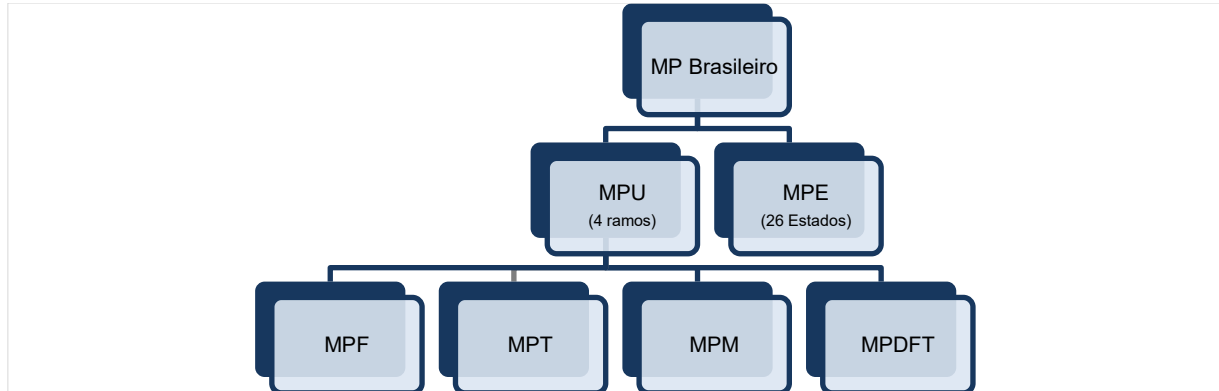 MP Brasileiro
MPU
(4 ramos)
MPE
(26 Estados)
MPF
MPT
MPM
MPDFT